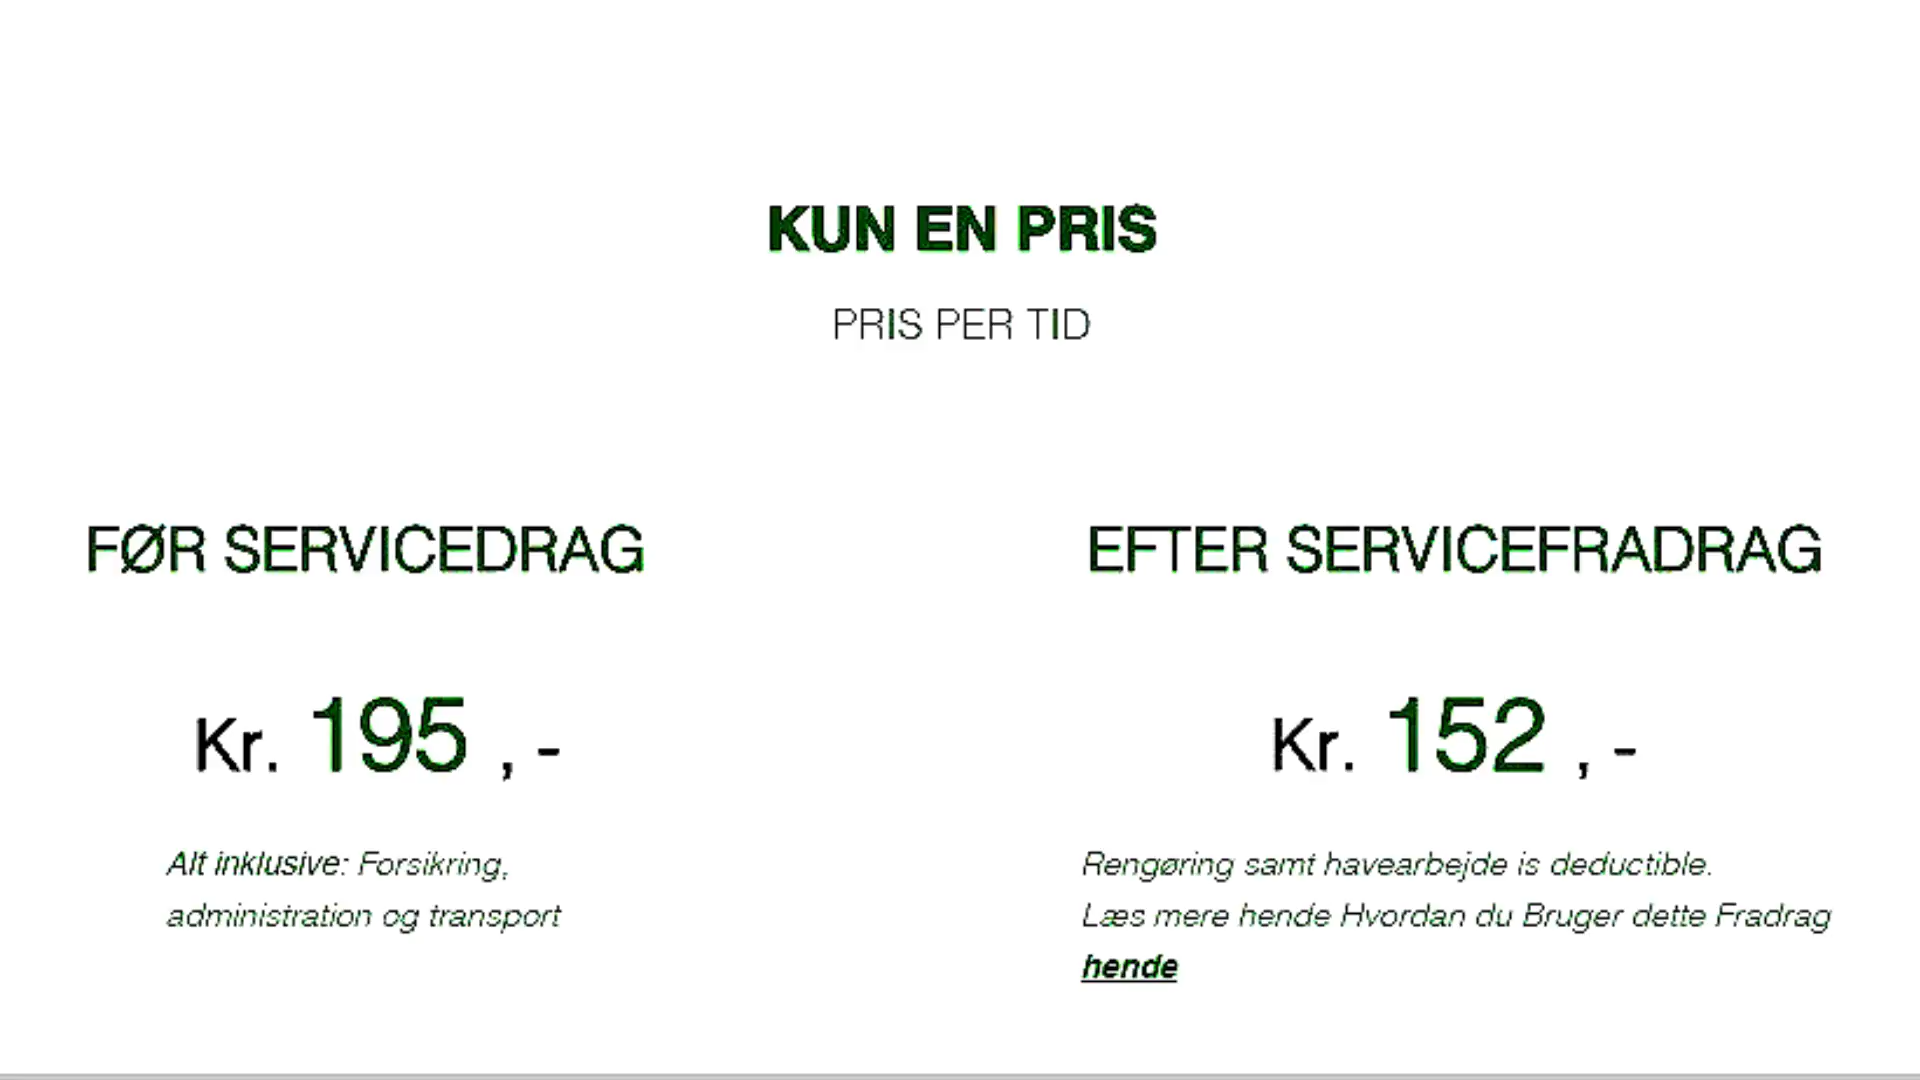 KUN EN PRIS
PRIS PER TID
FØR SERVICEDRAG
Kr. 195 , -
Alt inklusive: Forsikring,
administration og transport
EFTER SERVICEFRADRAG
Kr. 152 , -
Rengøring samt havearbejde is deductible.
Læs mere hende Hvordan du Bruger dette Fradrag
hende